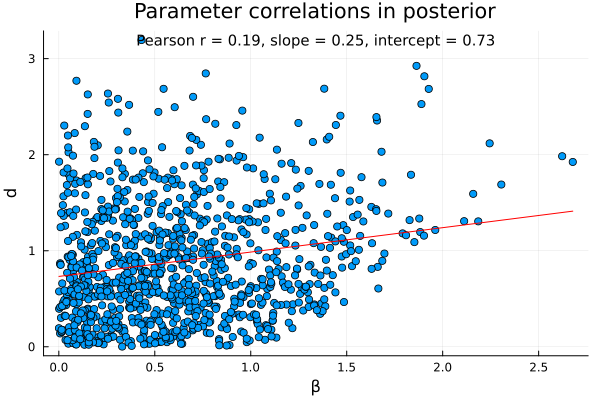 Parameter correlations in posterior
Pearson r = 0.19, slope = 0.25, intercept = 0.73
3
2
1
0
d
0.0 0.5 1.0 1.5 2.0 2.5
β